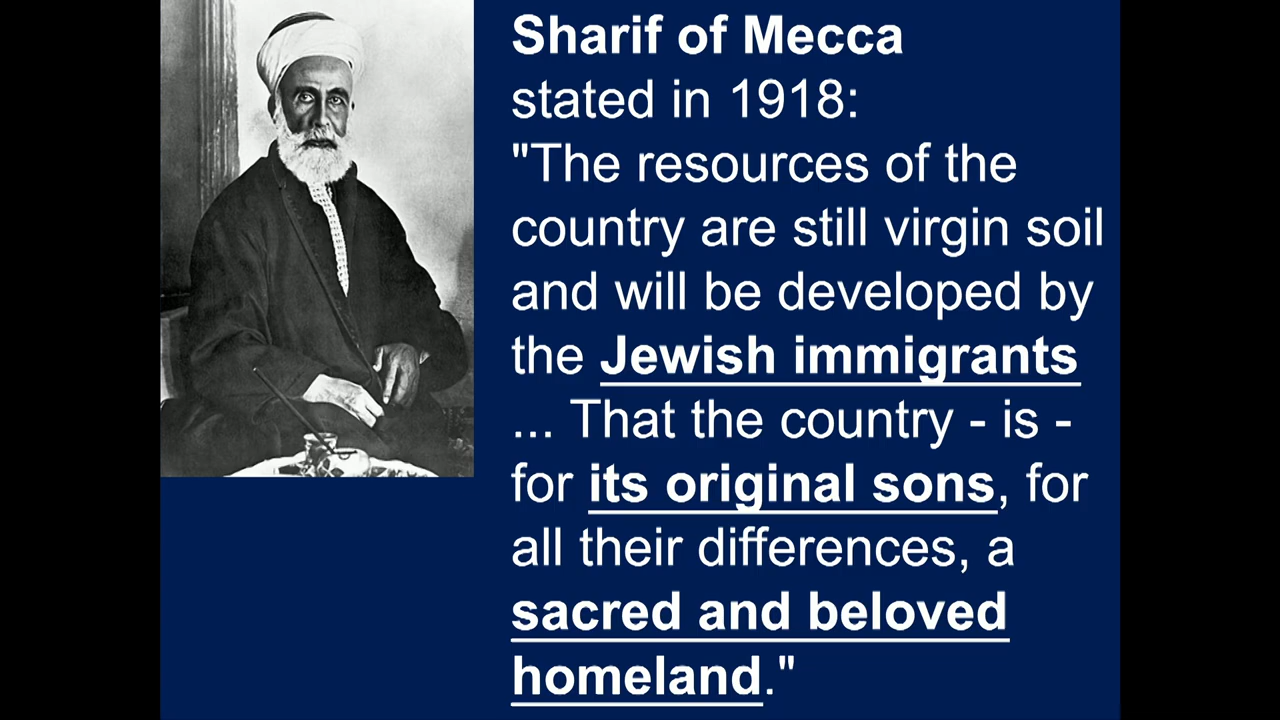 Sharif of Mecca
stated in 1918:
"The resources of the
country are still virgin soil
and will be developed by
the Jewish immigrants
... That the country - is -
for its original sons, for
all their differences, a
sacred and beloved
homeland."